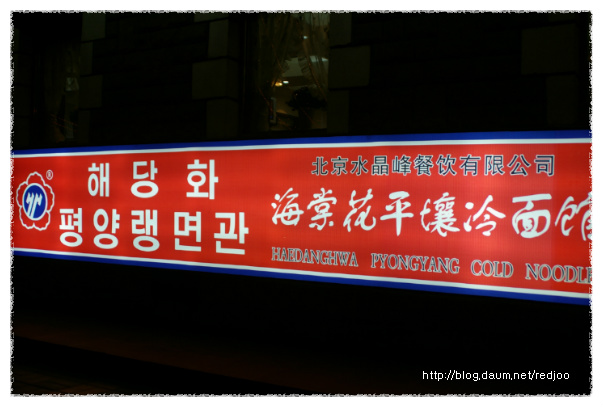 해당화
평양랭면관
北京水晶峰餐饮有限公司
海棠花平壤冷面馆
HAEDANGHWA PYONGYANG COLD NOODLE
®
http://blog.daum.net/redjoo